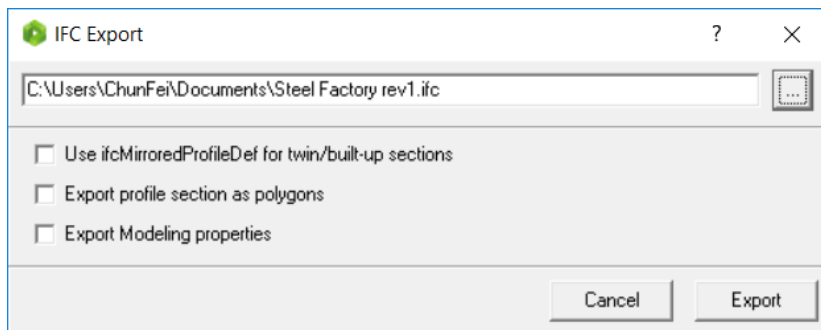 IFC Export
?
C:\Users\ChunFei\Documents\Steel Factory rev1.ifc
...
Use ifcMirroredProfileDef for twin/built-up sections
Export profile section as polygons
Export Modeling properties
Cancel Export